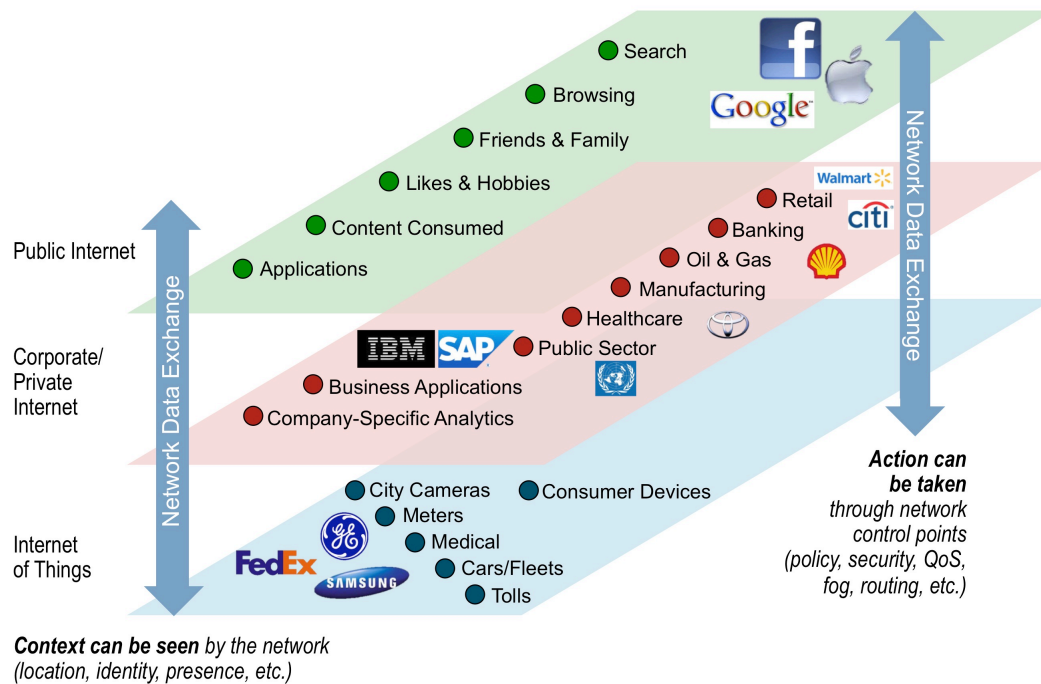 Search
Browsing
Friends & Family
Likes & Hobbies
Content Consumed
Applications
f
Google™
Network Data Exchange
Public Internet
Walmart
Retail
citi
Banking
Oil & Gas
Manufacturing
Healthcare
Public Sector
IBM
SAP
Business Applications
Company-Specific Analytics
Corporate/
Private
Internet
Network Data Exchange
City Cameras
Consumer Devices
Meters
Medical
Cars/Fleets
Tolls
GE
FedEx
SAMSUNG
Internet
of Things
Action can
be taken
through network
control points
(policy, security, QoS,
fog, routing, etc.)
Context can be seen by the network
(location, identity, presence, etc.)